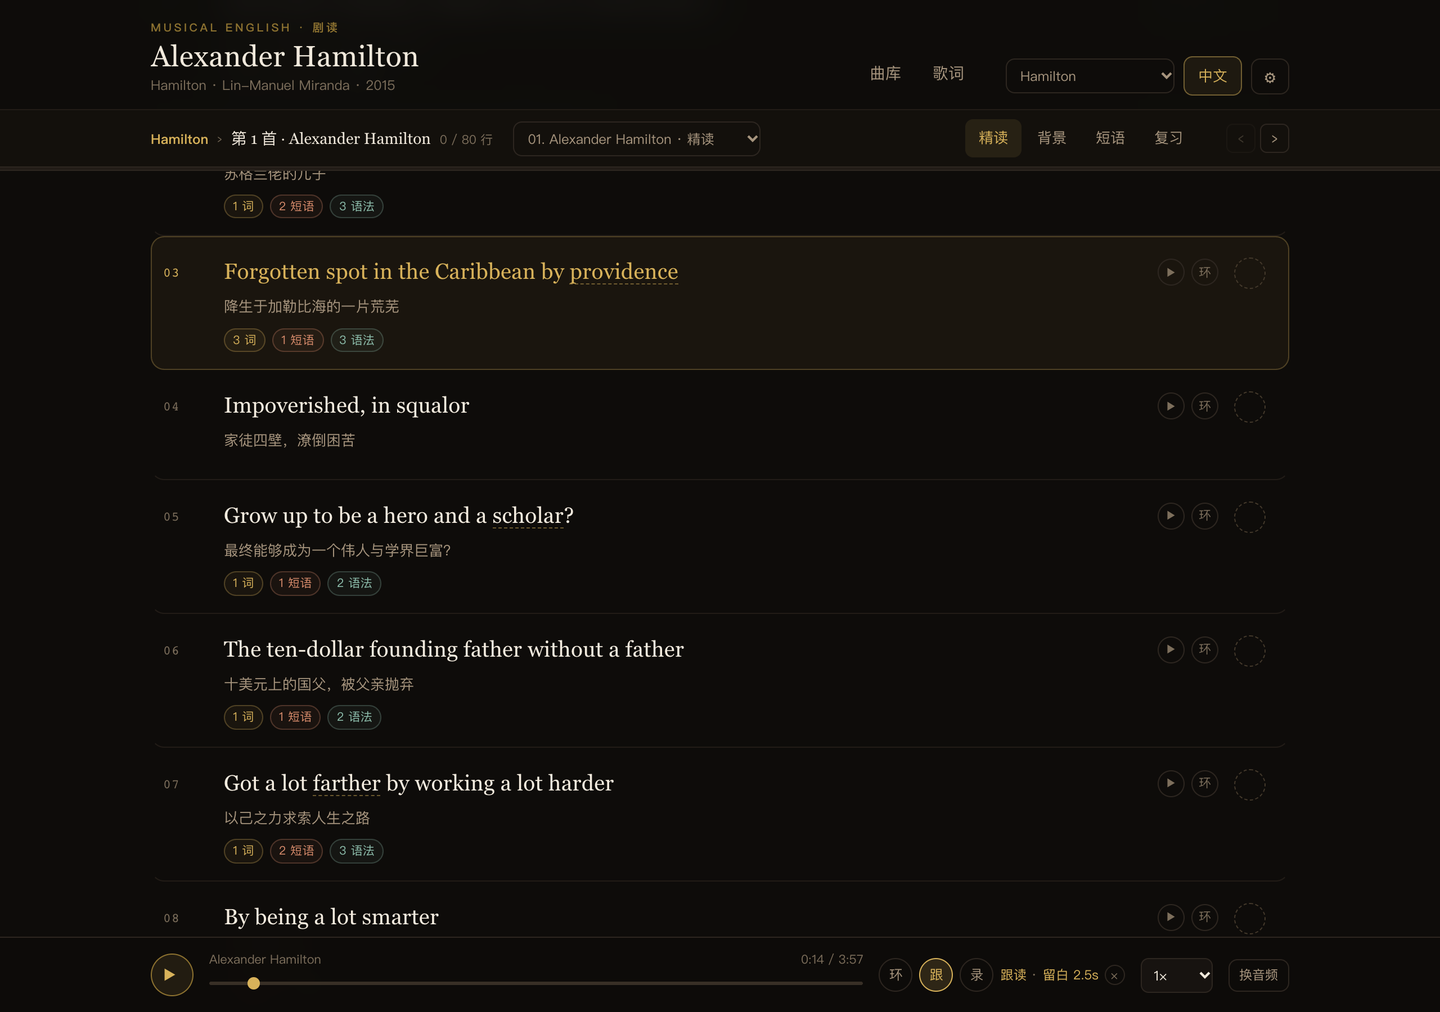 MUSICAL ENGLISH · 剧读
Alexander Hamilton
Hamilton · Lin-Manuel Miranda · 2015
曲库 歌词 Hamilton 中文
Hamilton › 第 1 首 · Alexander Hamilton 0 / 80 行 01. Alexander Hamilton · 精读 精读 背景 短语 复习 < >
苏格兰佬的儿子
1 词 2 短语 3 语法
03 Forgotten spot in the Caribbean by providence 环
降生于加勒比海的一片荒芜
3 词 1 短语 3 语法
04 Impoverished, in squalor 环
家徒四壁，潦倒困苦
05 Grow up to be a hero and a scholar? 环
最终能够成为一个伟人与学界巨富？
1 词 1 短语 2 语法
06 The ten-dollar founding father without a father 环
十美元上的国父，被父亲抛弃
1 词 1 短语 2 语法
07 Got a lot farther by working a lot harder 环
以己之力求索人生之路
1 词 2 短语 3 语法
08 By being a lot smarter 环
Alexander Hamilton 0:14 / 3:57
环 跟 录 跟读 · 留白 2.5s × 1× 换音频